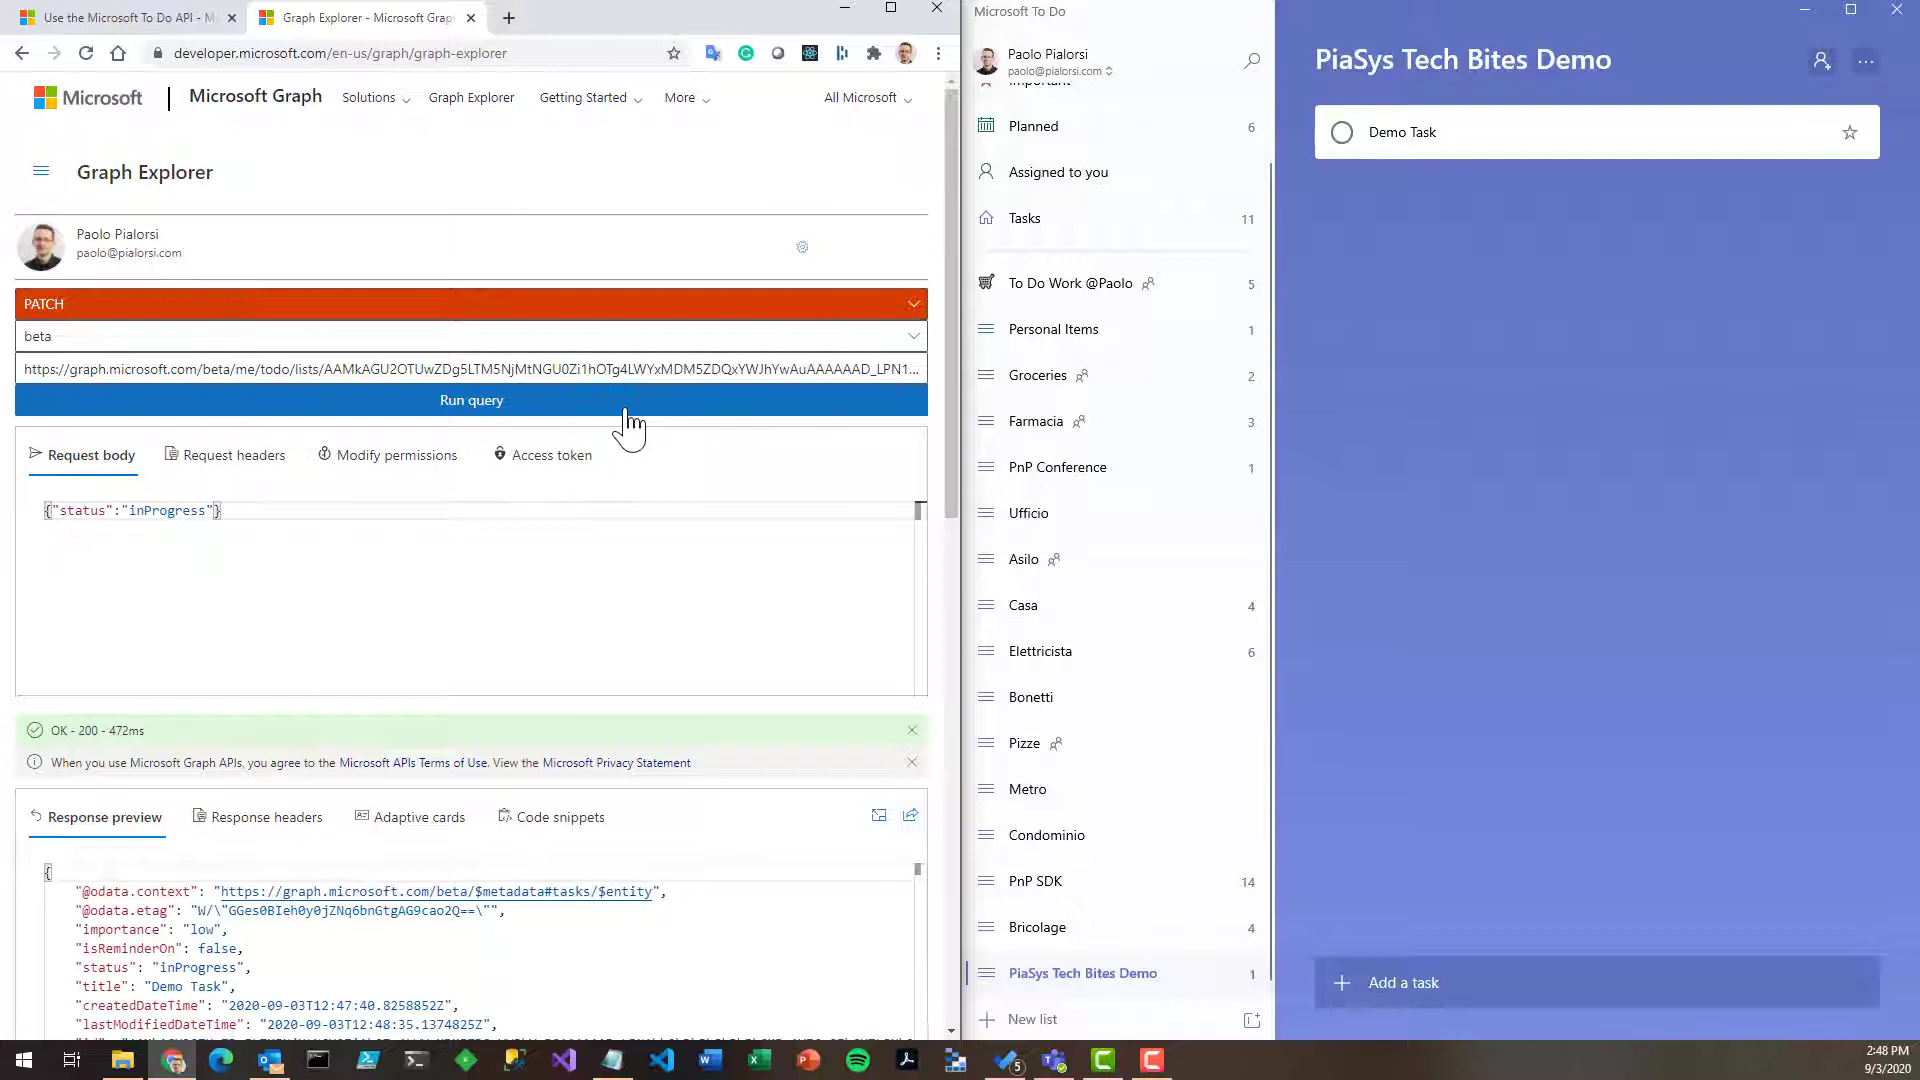 Use the Microsoft To Do API - M
Graph Explorer - Microsoft Grap
developer.microsoft.com/en-us/graph/graph-explorer
Microsoft
Microsoft Graph
Solutions
Graph Explorer
Getting Started
More
All Microsoft
Graph Explorer
Paolo Pialorsi
paolo@pialorsi.com
PATCH
beta
https://graph.microsoft.com/beta/me/todo/lists/AAMkAGU2OTUwZDg5LTM5NjMtNGU0Zi1hOTg4LWYxMDM5ZDQxYWJhYwAuAAAAAAD_LPN1...
Run query
Request body
Request headers
Modify permissions
Access token
{"status":"inProgress"}
OK - 200 - 472ms
When you use Microsoft Graph APIs, you agree to the Microsoft APIs Terms of Use. View the Microsoft Privacy Statement
Response preview
Response headers
Adaptive cards
Code snippets
{
"@odata.context": "https://graph.microsoft.com/beta/$metadata#tasks/$entity",
"@odata.etag": "W/\"GGes0BIeh0y0jZNq6bnGtgAG9cao2Q==\"",
"importance": "low",
"isReminderOn": false,
"status": "inProgress",
"title": "Demo Task",
"createdDateTime": "2020-09-03T12:47:40.8258852Z",
"lastModifiedDateTime": "2020-09-03T12:48:35.1374825Z",
Microsoft To Do
Paolo Pialorsi
paolo@pialorsi.com
Important
Planned 6
Assigned to you
Tasks 11
To Do Work @Paolo 5
Personal Items 1
Groceries 2
Farmacia 3
PnP Conference 1
Ufficio
Asilo
Casa 4
Elettricista 6
Bonetti
Pizze
Metro
Condominio
PnP SDK 14
Bricolage 4
PiaSys Tech Bites Demo 1
New list
PiaSys Tech Bites Demo
Demo Task
Add a task
5
2:48 PM
9/3/2020